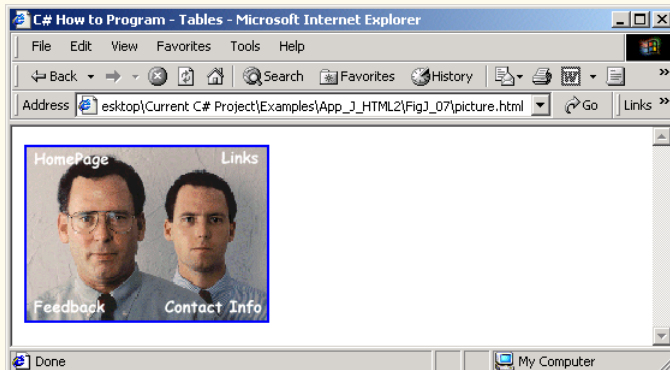 C# How to Program - Tables - Microsoft Internet Explorer
File Edit View Favorites Tools Help
Back Search Favorites History
Address esktop\Current C# Project\Examples\App_J_HTML2\FigJ_07\picture.html Go Links »
HomePage Links
Feedback Contact Info
Done My Computer